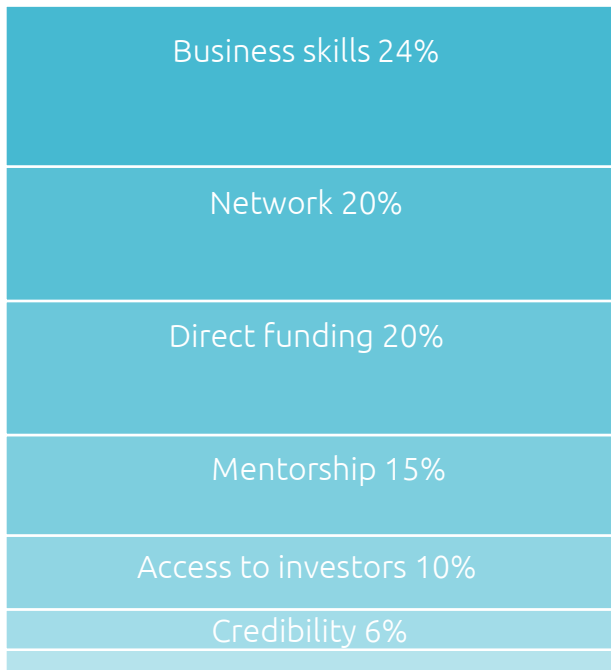 Business skills 24%
Network 20%
Direct funding 20%
Mentorship 15%
Access to investors 10%
Credibility 6%